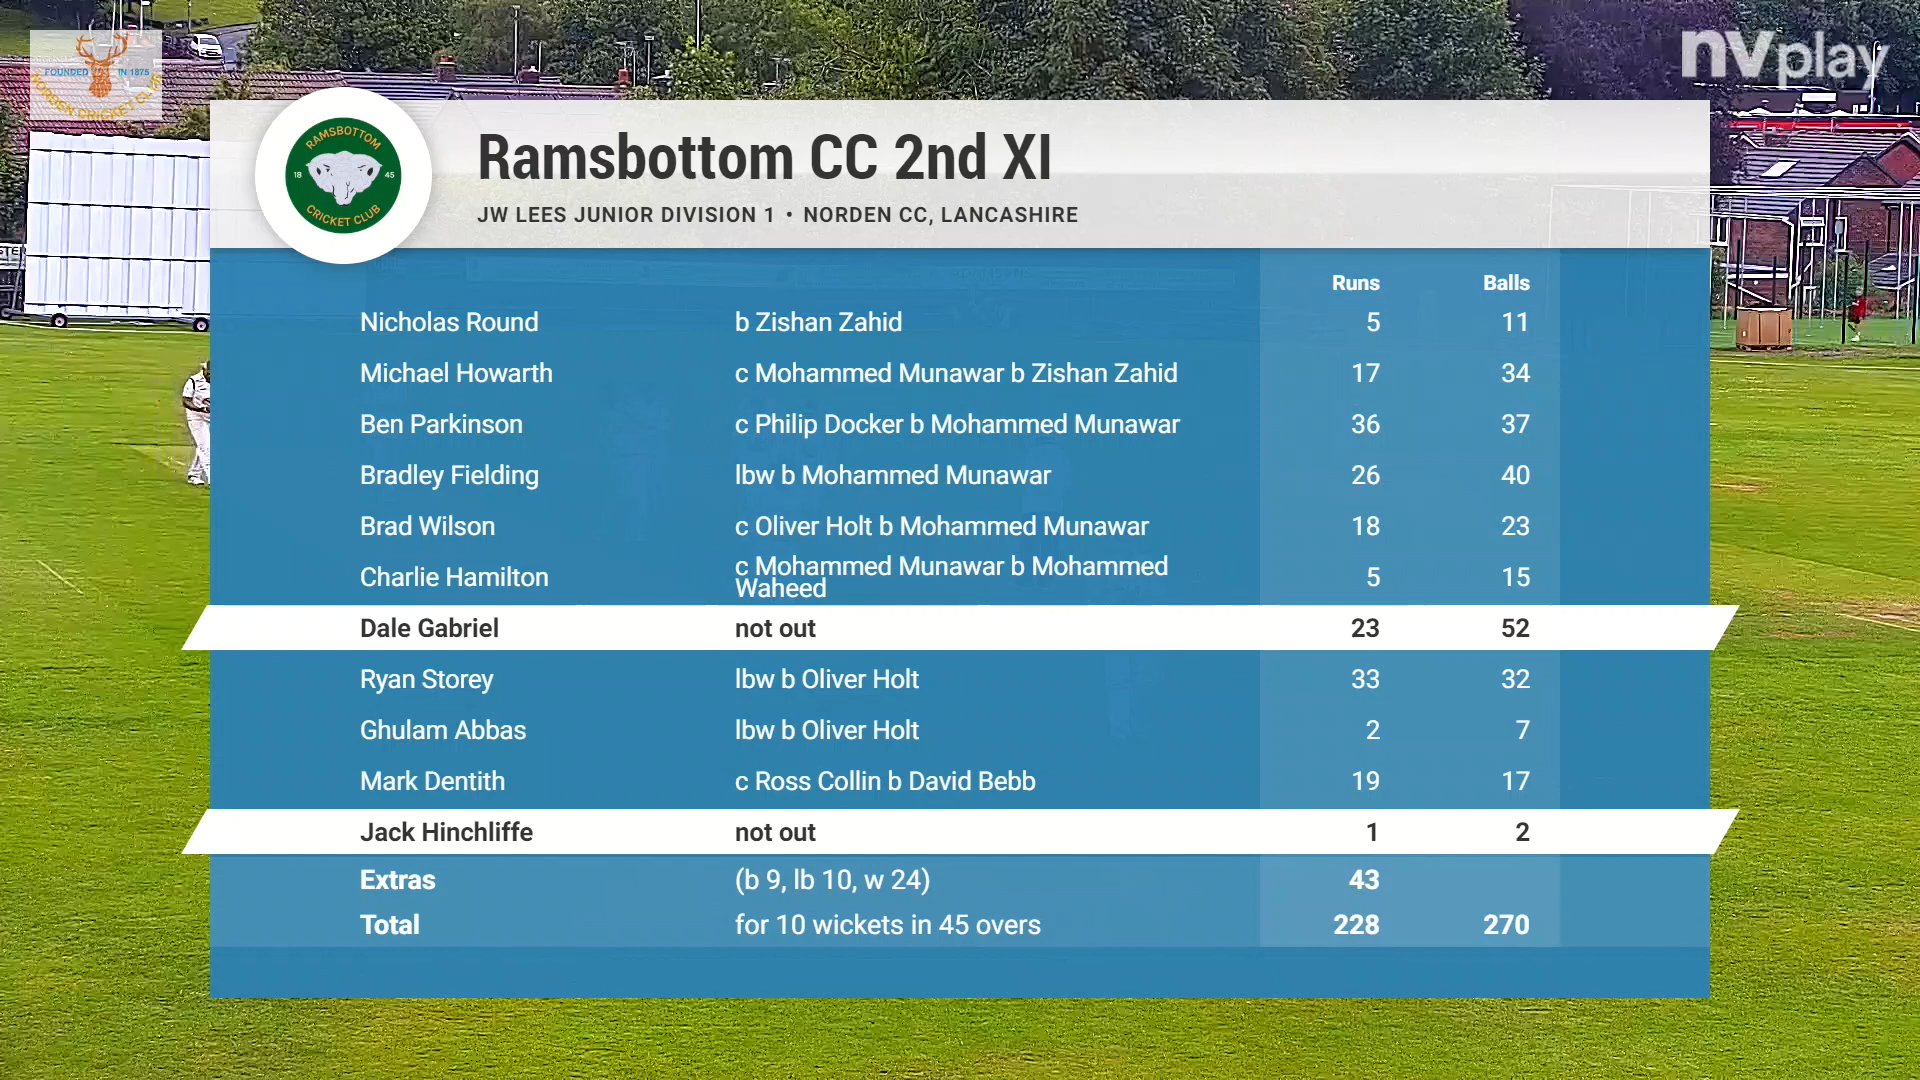 FOUNDED IN 1875
NORDEN CRICKET CLUB
nvplay
RAMSBOTTOM
18 45
CRICKET CLUB
Ramsbottom CC 2nd XI
JW LEES JUNIOR DIVISION 1 • NORDEN CC, LANCASHIRE
Runs Balls
Nicholas Round b Zishan Zahid 5 11
Michael Howarth c Mohammed Munawar b Zishan Zahid 17 34
Ben Parkinson c Philip Docker b Mohammed Munawar 36 37
Bradley Fielding lbw b Mohammed Munawar 26 40
Brad Wilson c Oliver Holt b Mohammed Munawar 18 23
Charlie Hamilton c Mohammed Munawar b Mohammed 5 15
Waheed
Dale Gabriel not out 23 52
Ryan Storey lbw b Oliver Holt 33 32
Ghulam Abbas lbw b Oliver Holt 2 7
Mark Dentith c Ross Collin b David Bebb 19 17
Jack Hinchliffe not out 1 2
Extras (b 9, lb 10, w 24) 43
Total for 10 wickets in 45 overs 228 270